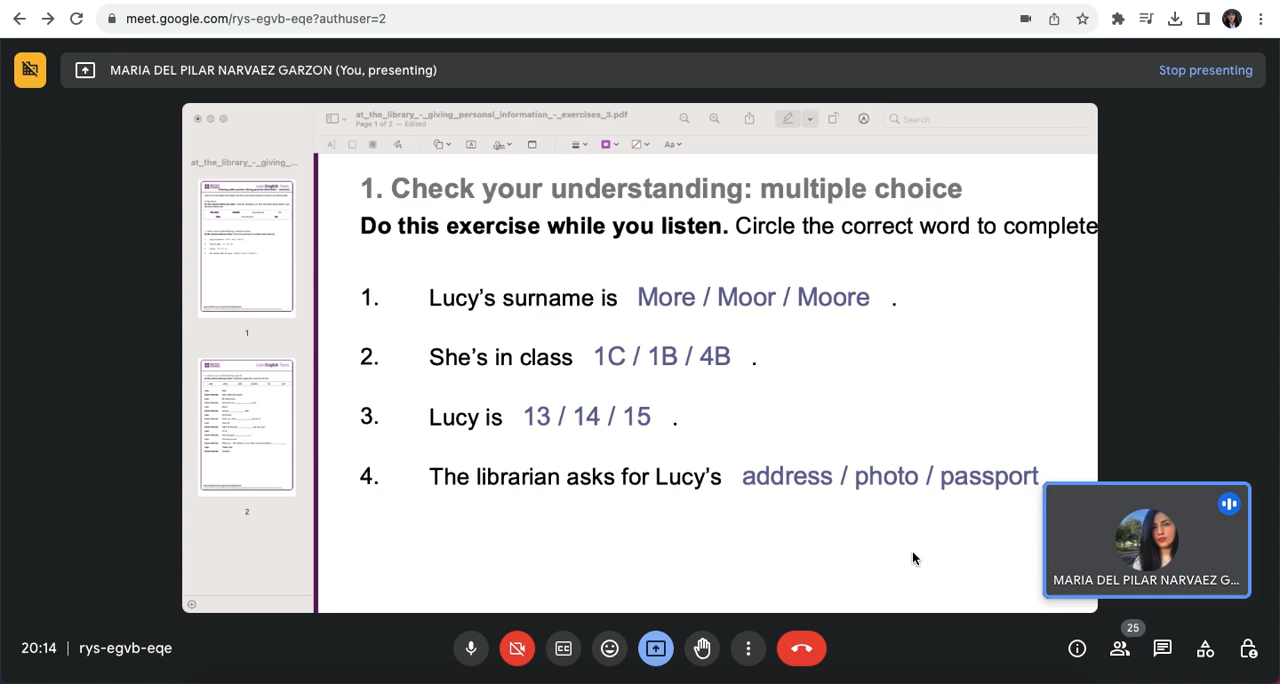 meet.google.com/rys-egvb-eqe?authuser=2
MARIA DEL PILAR NARVAEZ GARZON (You, presenting)
Stop presenting
at_the_library_-_giving_personal_information_-_exercises_3.pdf
Page 1 of 2 — Edited
Search
at_the_library_-_giving_-...
1
2
1. Check your understanding: multiple choice
Do this exercise while you listen. Circle the correct word to complete
1. Lucy's surname is More / Moor / Moore .
2. She's in class 1C / 1B / 4B .
3. Lucy is 13 / 14 / 15 .
4. The librarian asks for Lucy's address / photo / passport
MARIA DEL PILAR NARVAEZ G...
20:14 | rys-egvb-eqe
25